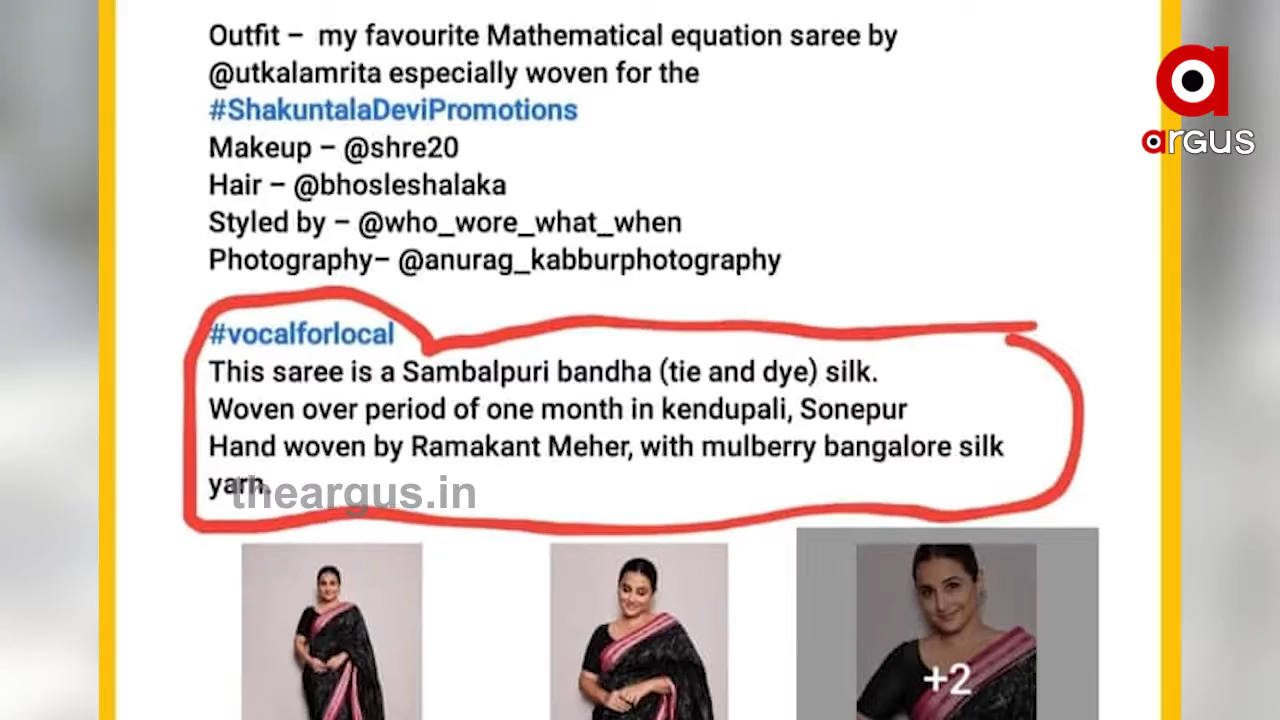 Outfit – my favourite Mathematical equation saree by
@utkalamrita especially woven for the
#ShakuntalaDeviPromotions
Makeup – @shre20
Hair – @bhosleshalaka
Styled by – @who_wore_what_when
Photography– @anurag_kabburphotography
#vocalforlocal
This saree is a Sambalpuri bandha (tie and dye) silk.
Woven over period of one month in kendupali, Sonepur
Hand woven by Ramakant Meher, with mulberry bangalore silk
yarn.
theargus.in
+2
a
argus